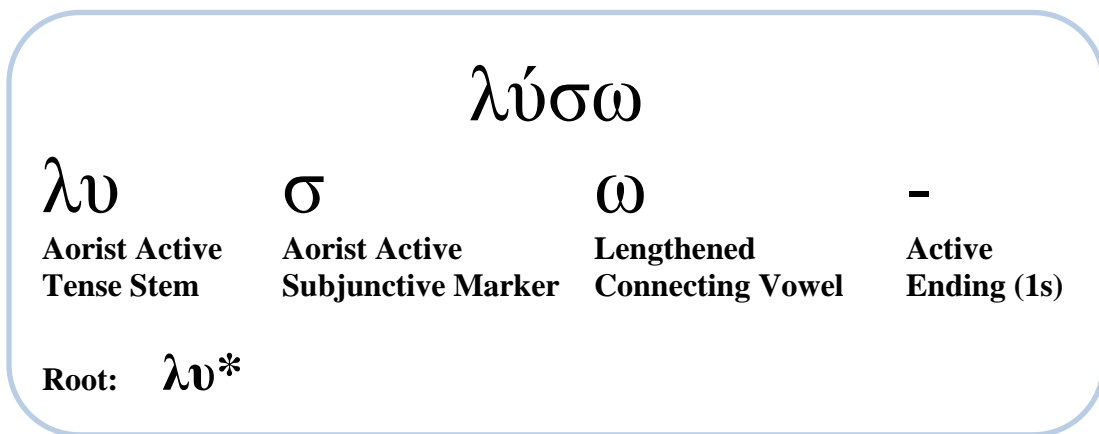 λύσω
λυ σ ω -
Aorist Active Aorist Active Lengthened Active
Tense Stem Subjunctive Marker Connecting Vowel Ending (1s)
Root: λυ*